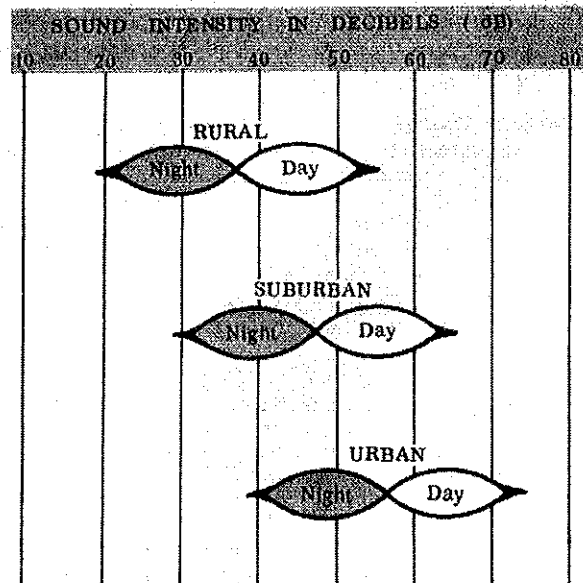 SOUND INTENSITY IN DECIBELS (dB)
10 20 30 40 50 60 70 80
RURAL
Night Day
SUBURBAN
Night Day
URBAN
Night Day